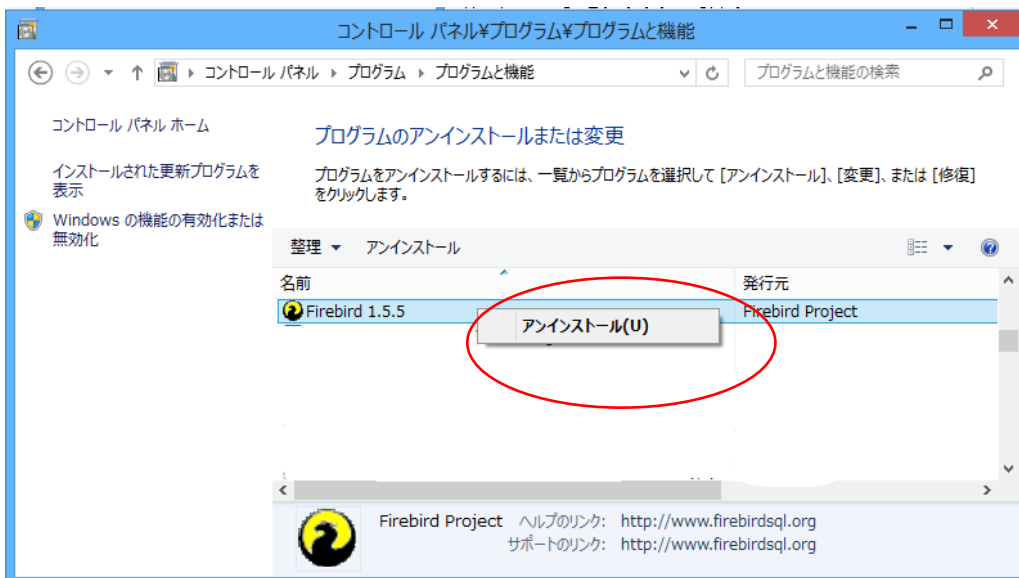 コントロール パネル¥プログラム¥プログラムと機能
コントロール パネル ▸ プログラム ▸ プログラムと機能
プログラムと機能の検索
コントロール パネル ホーム
インストールされた更新プログラムを
表示
Windows の機能の有効化または
無効化
プログラムのアンインストールまたは変更
プログラムをアンインストールするには、一覧からプログラムを選択して [アンインストール]、[変更]、または [修復]
をクリックします。
整理 ▼ アンインストール
名前 発行元
Firebird 1.5.5 Firebird Project
アンインストール(U)
Firebird Project ヘルプのリンク: http://www.firebirdsql.org
サポートのリンク: http://www.firebirdsql.org